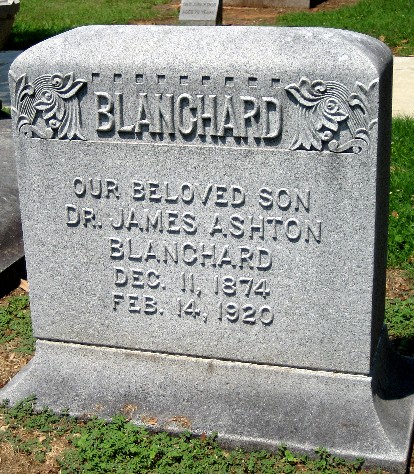 BLANCHARD
OUR BELOVED SON
DR. JAMES ASHTON
BLANCHARD
DEC. 11, 1874
FEB. 14, 1920